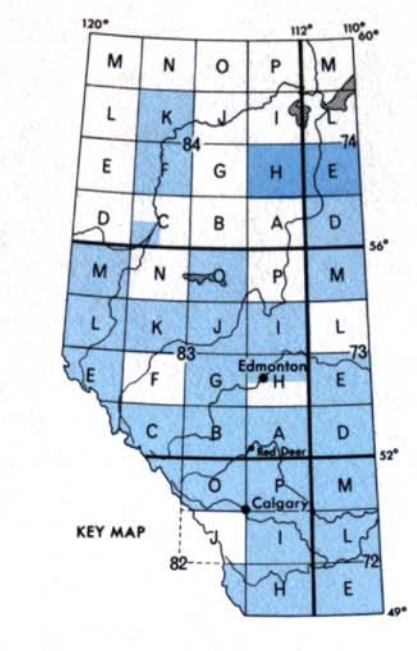 120° 112° 110°
60°
M N O P M
L K J I L
84 74
E F G H E
D C B A D
56°
M N O P M
L K J I L
83 73
Edmonton
E F G H E
C B A D
Red Deer
52°
O P M
Calgary
KEY MAP J I L
82 72
H E
49°